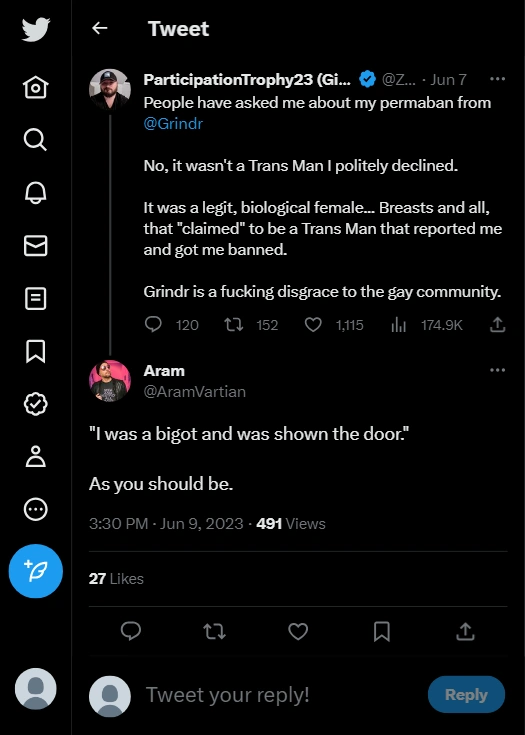 Tweet
ParticipationTrophy23 (Gi... @Z... · Jun 7
People have asked me about my permaban from
@Grindr
No, it wasn't a Trans Man I politely declined.
It was a legit, biological female... Breasts and all,
that "claimed" to be a Trans Man that reported me
and got me banned.
Grindr is a fucking disgrace to the gay community.
120 152 1,115 174.9K
Aram
@AramVartian
"I was a bigot and was shown the door."
As you should be.
3:30 PM · Jun 9, 2023 · 491 Views
27 Likes
Tweet your reply!
Reply